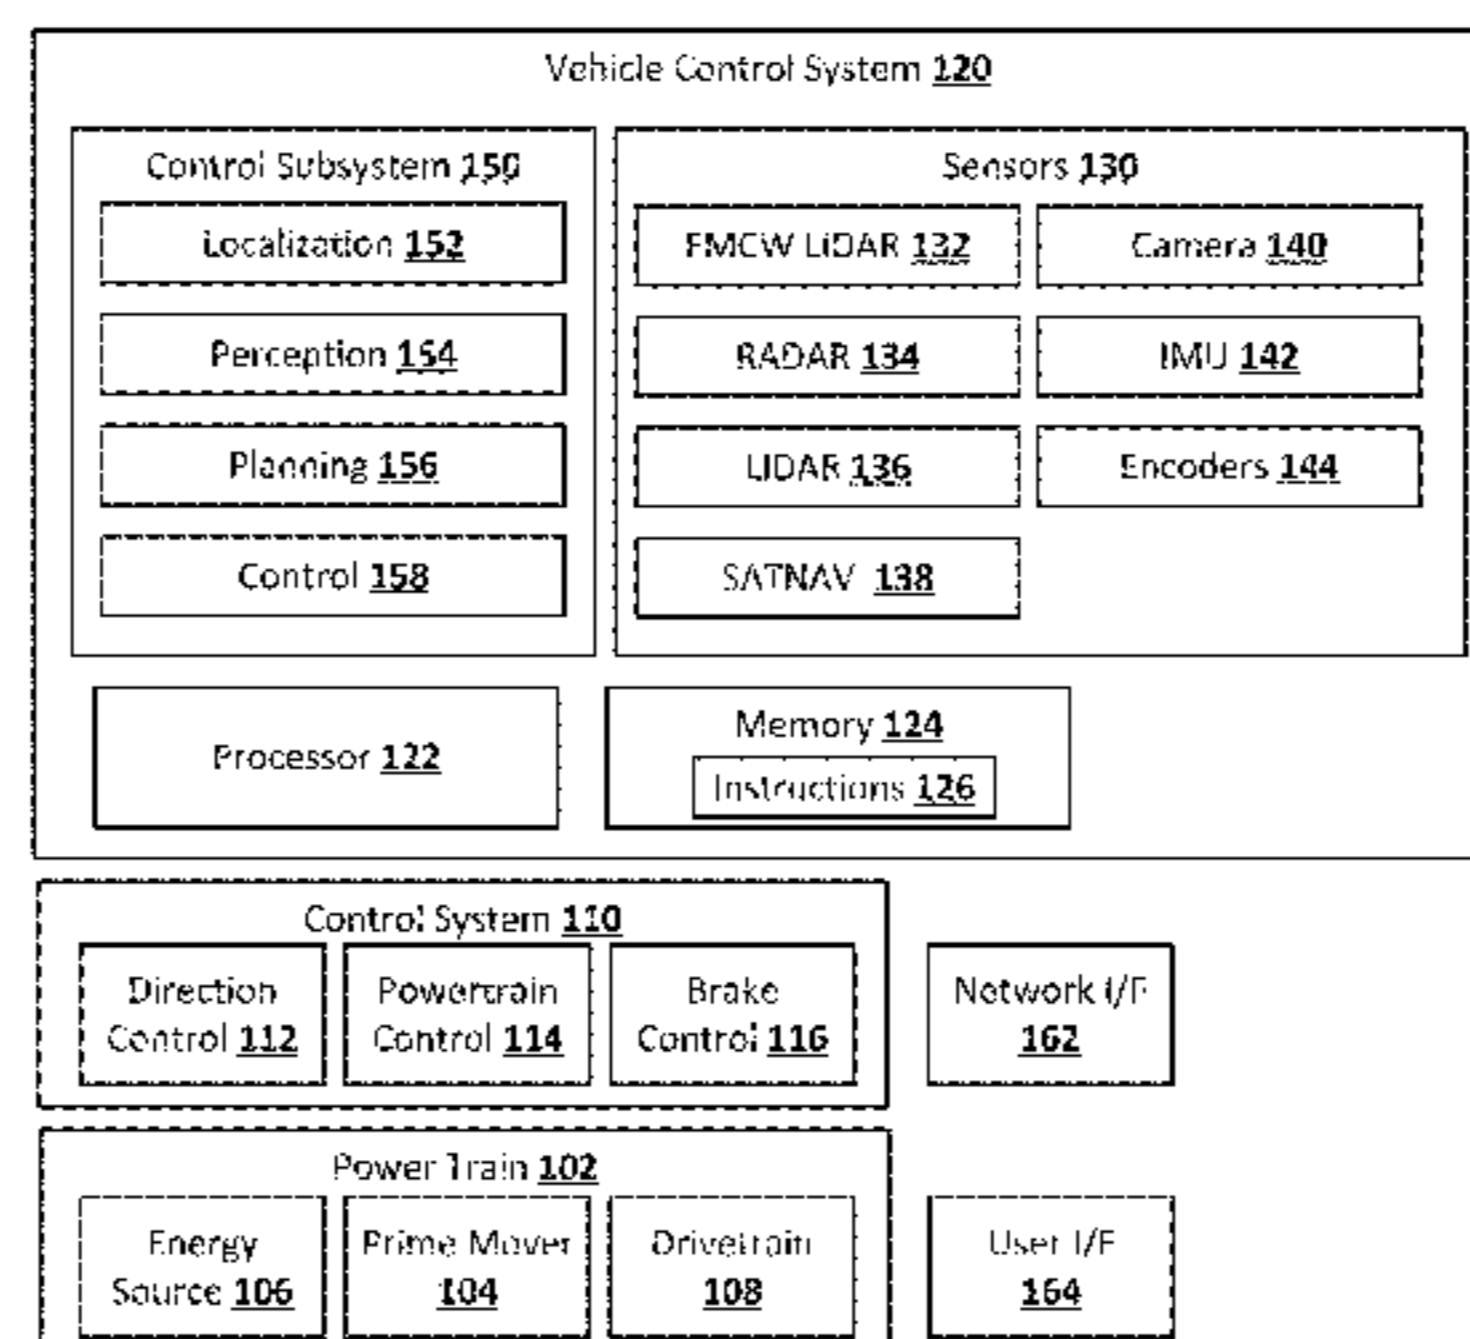 Vehicle Control System 120
Control Subsystem 150
Localization 152
Perception 154
Planning 156
Control 158
Sensors 130
FMCW LiDAR 132
Camera 140
RADAR 134
IMU 142
LIDAR 136
Encoders 144
SATNAV 138
Processor 122
Memory 124
Instructions 126
Control System 110
Direction
Control 112
Powertrain
Control 114
Brake
Control 116
Network I/F
162
Power Train 102
Energy
Source 106
Prime Mover
104
Drivetrain
108
User I/F
164